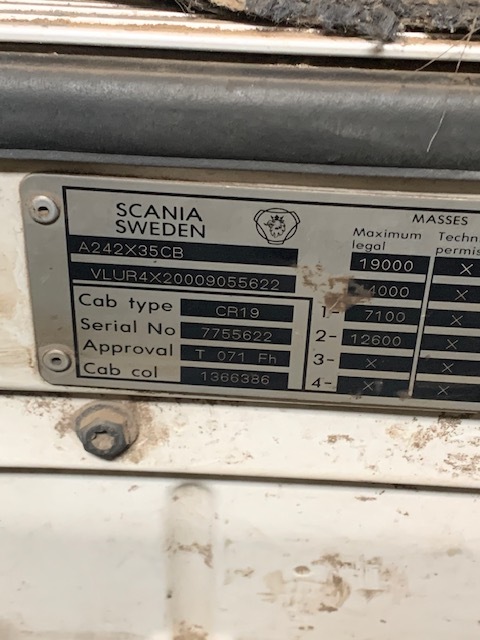 SCANIA
SWEDEN
A242X35CB
VLUR4X20009055622
Cab type CR19
Serial No 7755622
Approval T 071 Fh
Cab col 1366386
MASSES
Maximum Techn
legal permis
19000 X
4000 X
1- 7100 X
2- 12600 X
3- X X
4- X X